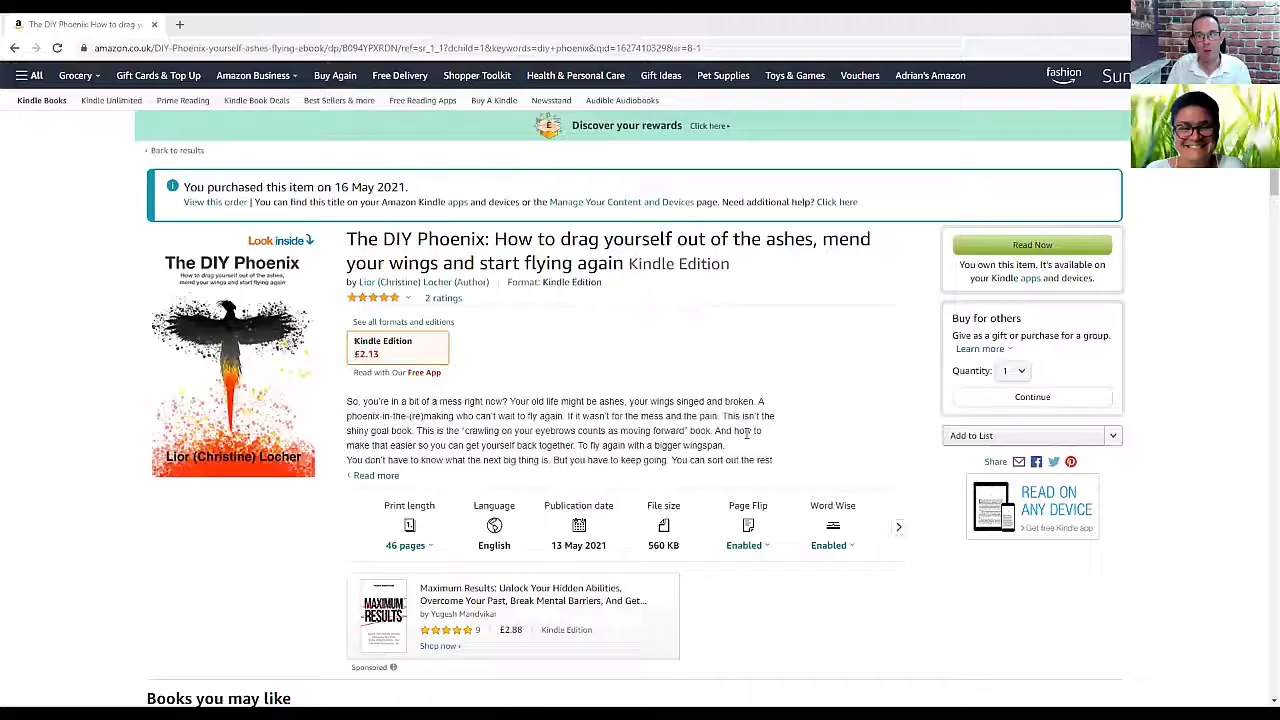 The DIY Phoenix: How to drag yo
amazon.co.uk/DIY-Phoenix-yourself-ashes-flying-ebook/dp/B094YPXRDN/ref=sr_1_1?dchild=1&keywords=diy+phoenix&qid=1627410329&sr=8-1
All Grocery Gift Cards & Top Up Amazon Business Buy Again Free Delivery Shopper Toolkit Health & Personal Care Gift Ideas Pet Supplies Toys & Games Vouchers Adrian's Amazon fashion Sum
Kindle Books Kindle Unlimited Prime Reading Kindle Book Deals Best Sellers & more Free Reading Apps Buy A Kindle Newsstand Audible Audiobooks
Discover your rewards Click here
‹ Back to results
You purchased this item on 16 May 2021.
View this order | You can find this title on your Amazon Kindle apps and devices or the Manage Your Content and Devices page. Need additional help? Click here
Look inside
The DIY Phoenix
How to drag yourself out of the ashes,
mend your wings and start flying again
Lior (Christine) Locher
The DIY Phoenix: How to drag yourself out of the ashes, mend
your wings and start flying again Kindle Edition
by Lior (Christine) Locher (Author) Format: Kindle Edition
2 ratings
See all formats and editions
Kindle Edition
£2.13
Read with Our Free App
So, you're in a bit of a mess right now? Your old life might be ashes, your wings singed and broken. A
phoenix-in-the-(re)making who can't wait to fly again. If it wasn't for the mess and the pain. This isn't the
shiny goal book. This is the “crawling on your eyebrows counts as moving forward” book. And how to
make that easier so you can get yourself back together. To fly again with a bigger wingspan.
You don't have to know what the next big thing is. But you have to keep going. You can sort out the rest
Read more
Print length Language Publication date File size Page Flip Word Wise
46 pages English 13 May 2021 560 KB Enabled Enabled
MAXIMUM
RESULTS
Maximum Results: Unlock Your Hidden Abilities,
Overcome Your Past, Break Mental Barriers, And Get...
by Yugesh Mandvikar
9 £2.88 Kindle Edition
Shop now ›
Sponsored
Books you may like
Read Now
You own this item. It's available on
your Kindle apps and devices.
Buy for others
Give as a gift or purchase for a group.
Learn more
Quantity: 1
Continue
Add to List
Share
READ ON
ANY DEVICE
› Get free Kindle app